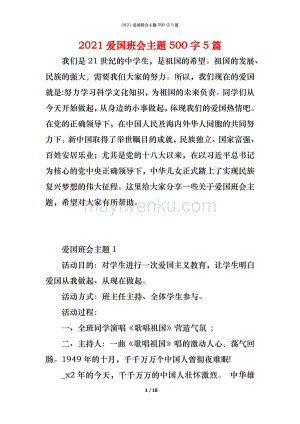 2021 爱国班会主题 500 字 5 篇
2021 爱国班会主题 500 字 5 篇
我们是 21 世纪的中学生，是祖国的希望。祖国的发展、
民族的强大，需要我们大家的努力。所以，我们现在的爱国
就是:努力学习科学文化知识，为祖国的未来负责。同学们从
今天开始做起，从身边的小事做起，体现我们的爱国热情吧。
在党的正确领导下，在中国人民及海内外华人同胞的共同努
力下，新中国取得了举世瞩目的成就，民族独立、国家富强、
百姓安居乐业；尤其是党的十八大以来，在以习近平总书记
为核心的党中央正确领导下，中华儿女正式踏上了实现民族
复兴梦想的伟大征程。这里给大家分享一些关于爱国班会主
题，希望对大家有所帮助。
mayiwenku.com
爱国班会主题 1
活动目的：对学生进行一次爱国主义教育，让学生明白
爱国从我做起、从现在做起。
活动方式：班主任主持、全体学生参与。
活动过程：
一、全班同学演唱《歌唱祖国》营造气氛；
二、主持人：一曲《歌唱祖国》唱的激动人心、荡气回
肠。1949 年的十月，千千万万个中国人曾彻夜难眠!
_x2 年的今天，千千万万个中国人壮怀激烈。 中华雄
1 / 18